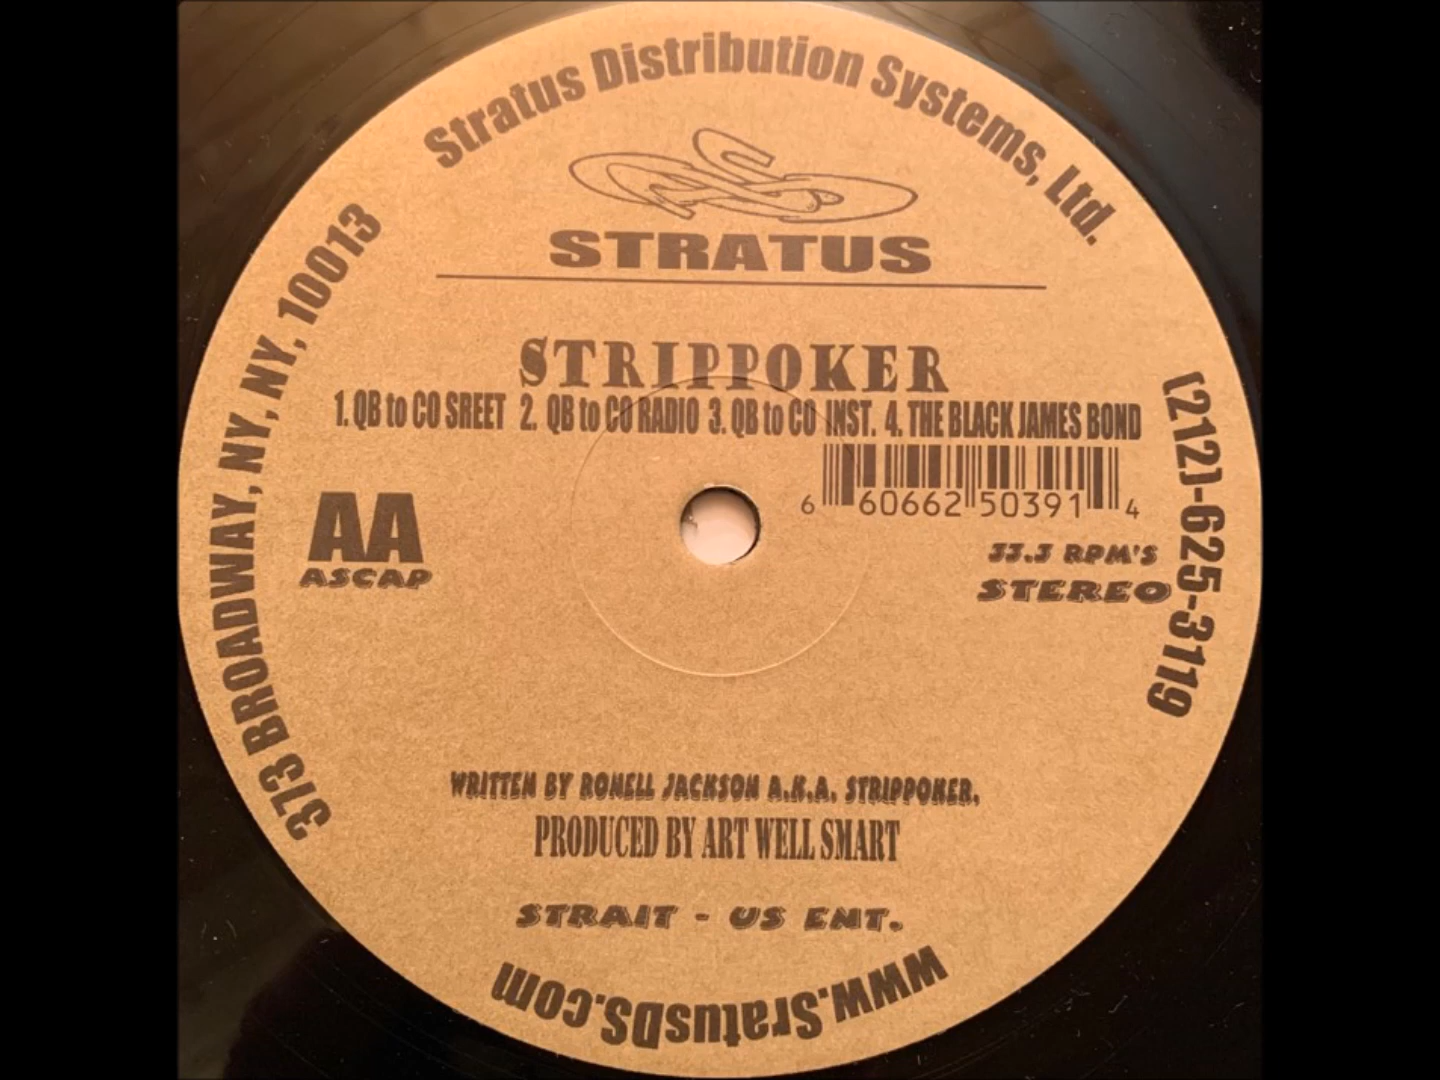 Stratus Distribution Systems, Ltd.
STRATUS
373 BROADWAY, NY, NY, 10013
(212)-625-3119
STRIPPOKER
1. QB to CO SREET 2. QB to CO RADIO 3. QB to CO INST. 4. THE BLACK JAMES BOND
6 60662 50391 4
AA
ASCAP
33.3 RPM'S
STEREO
WRITTEN BY RONELL JACKSON A.K.A. STRIPPOKER.
PRODUCED BY ART WELL SMART
STRAIT - US ENT.
www.SratusDS.com